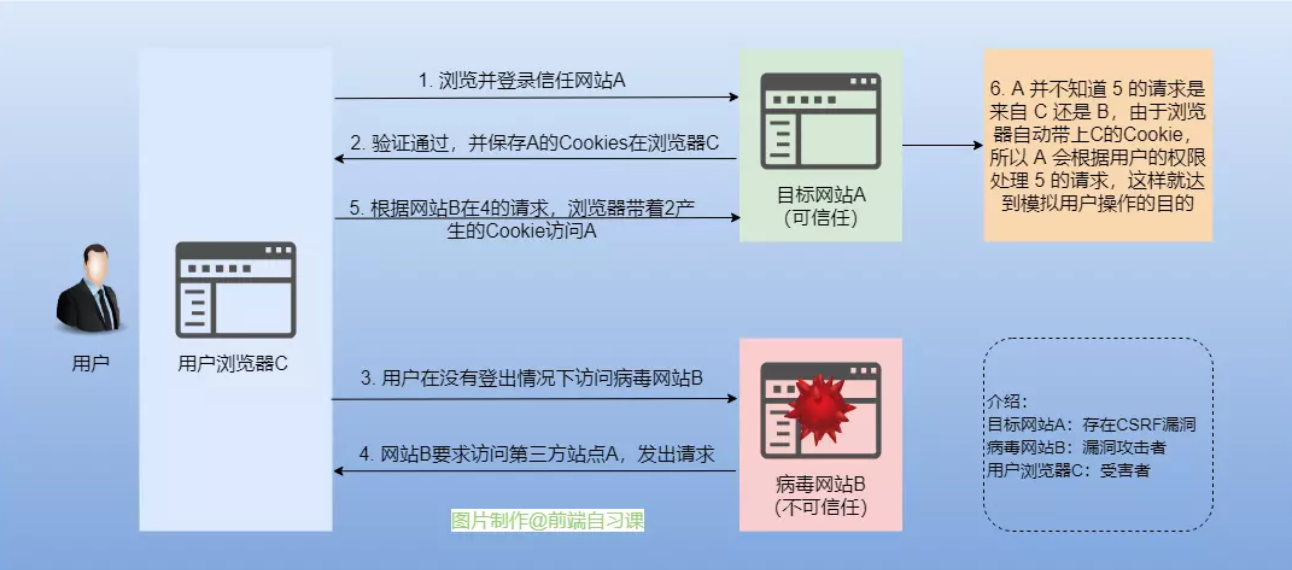 1. 浏览并登录信任网站A
2. 验证通过，并保存A的Cookies在浏览器C
5. 根据网站B在4的请求，浏览器带着2产
生的Cookie访问A
目标网站A
(可信任)
6. A 并不知道 5 的请求是
来自 C 还是 B，由于浏览
器自动带上C的Cookie，
所以 A 会根据用户的权限
处理 5 的请求，这样就达
到模拟用户操作的目的
用户
用户浏览器C
3. 用户在没有登出情况下访问病毒网站B
4. 网站B要求访问第三方站点A，发出请求
病毒网站B
(不可信任)
介绍：
目标网站A：存在CSRF漏洞
病毒网站B：漏洞攻击者
用户浏览器C：受害者
图片制作@前端自习课